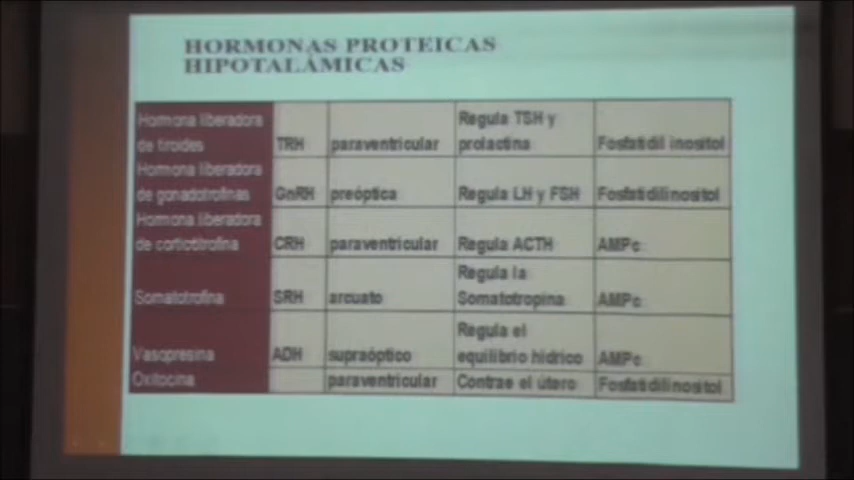 HORMONAS PROTEICAS
HIPOTALÁMICAS
Hormona liberadora
de tiroides
TRH
paraventricular
Regula TSH y
prolactina
Fosfatidil inositol
Hormona liberadora
de gonadotrofinas
GnRH
preóptica
Regula LH y FSH
Fosfatidilinositol
Hormona liberadora
de corticotrofina
CRH
paraventricular
Regula ACTH
AMPc
Somatotrofina
SRH
arcuato
Regula la
Somatotropina
AMPc
Vasopresina
ADH
supraóptico
Regula el
equilibrio hídrico
AMPc
Oxitocina
paraventricular
Contrae el útero
Fosfatidilinositol